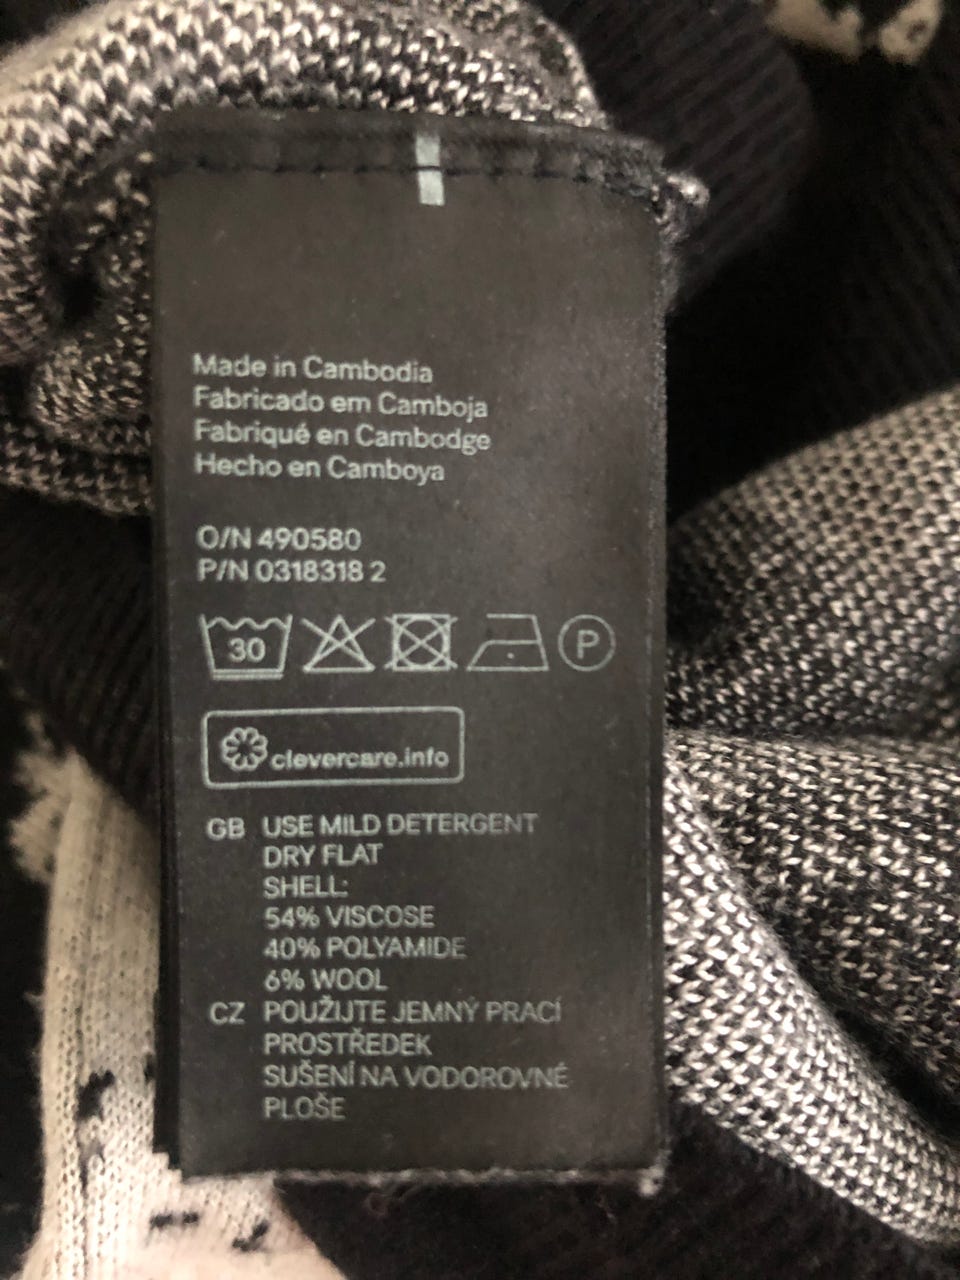 Made in Cambodia
Fabricado em Camboja
Fabriqué en Cambodge
Hecho en Camboya
O/N 490580
P/N 0318318 2
30 P
clevercare.info
GB USE MILD DETERGENT
DRY FLAT
SHELL:
54% VISCOSE
40% POLYAMIDE
6% WOOL
CZ POUŽIJTE JEMNÝ PRACÍ
PROSTŘEDEK
SUŠENÍ NA VODOROVNÉ
PLOŠE